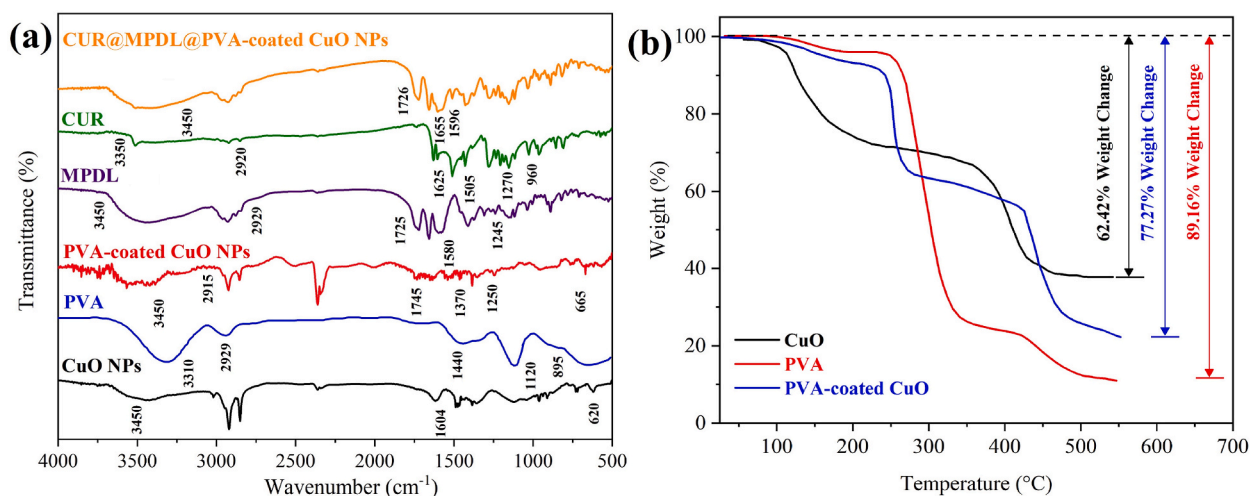 (a)
CUR@MPDL@PVA-coated CuO NPs
3450
1726
1655
1596
CUR
3350
2920
1625
1505
1270
960
MPDL
3450
2929
1725
1580
1245
PVA-coated CuO NPs
3450
2915
1745
1370
1250
665
PVA
3310
2929
1440
1120
895
CuO NPs
3450
1604
620
Transmittance (%)
4000 3500 3000 2500 2000 1500 1000 500
Wavenumber (cm-1)
(b)
100
80
60
40
20
0
Weight (%)
62.42% Weight Change
77.27% Weight Change
89.16% Weight Change
CuO
PVA
PVA-coated CuO
100 200 300 400 500 600 700
Temperature (°C)